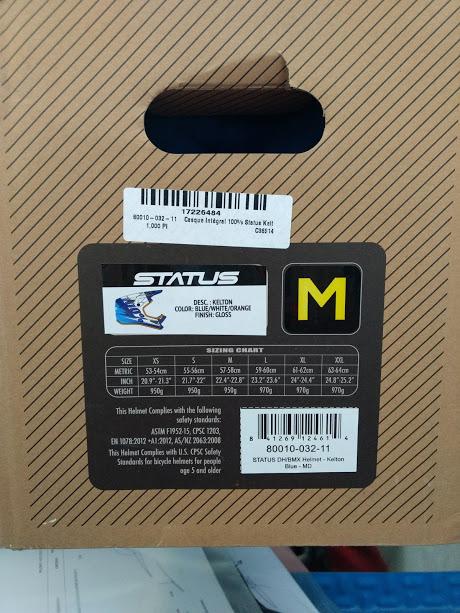 17226484
80010-032-11 Casque Intégral 100% Status Kelt
1,000 PI C36514
STATUS
DESC. : KELTON
COLOR: BLUE/WHITE/ORANGE
FINISH: GLOSS
M
SIZING CHART
SIZE XS S M L XL XXL
METRIC 53-54cm 55-56cm 57-58cm 59-60cm 61-62cm 63-64cm
INCH 20.9"- 21.3" 21.7"-22" 22.4"-22.8" 23.2"-23.6" 24"-24.4" 24.8"-25.2"
WEIGHT 950g 950g 950g 970g 970g 970g
This Helmet Complies with the following
safety standards:
ASTM F1952-15, CPSC 1203,
EN 1078:2012 +A1:2012, AS/NZ 2063:2008
This Helmet Complies with U.S. CPSC Safety
Standards for bicycle helmets for people
age 5 and older
8 41269 12461 4
80010-032-11
STATUS DH/BMX Helmet - Kelton
Blue - MD